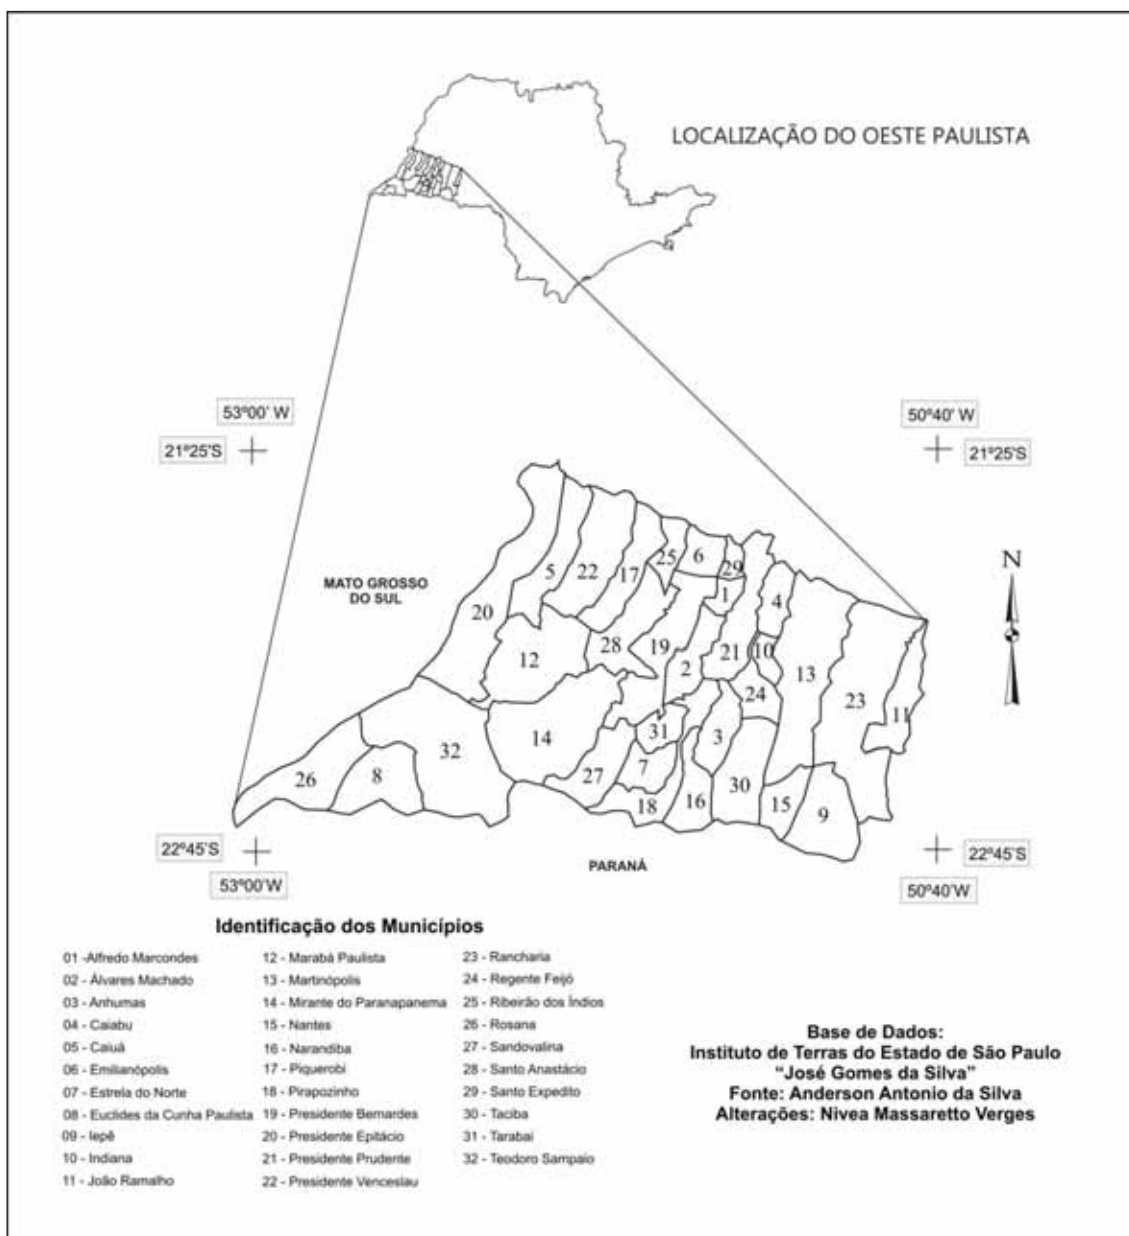 LOCALIZAÇÃO DO OESTE PAULISTA
53º00' W
50º40' W
21º25'S
21º25'S
N
MATO GROSSO
DO SUL
5
22
17
25
6
29
1
4
20
12
28
19
2
21
10
24
13
23
11
32
14
31
3
26
8
27
7
18
16
30
15
9
22º45'S
22º45'S
53º00'W
PARANÁ
50º40'W
Identificação dos Municípios
01 -Alfredo Marcondes
02 - Álvares Machado
03 - Anhumas
04 - Caiabu
05 - Caiuá
06 - Emilianópolis
07 - Estrela do Norte
08 - Euclides da Cunha Paulista
09 - Iepê
10 - Indiana
11 - João Ramalho
12 - Marabá Paulista
13 - Martinópolis
14 - Mirante do Paranapanema
15 - Nantes
16 - Narandiba
17 - Piquerobi
18 - Pirapozinho
19 - Presidente Bernardes
20 - Presidente Epitácio
21 - Presidente Prudente
22 - Presidente Venceslau
23 - Rancharia
24 - Regente Feijó
25 - Ribeirão dos Índios
26 - Rosana
27 - Sandovalina
28 - Santo Anastácio
29 - Santo Expedito
30 - Taciba
31 - Tarabai
32 - Teodoro Sampaio
Base de Dados:
Instituto de Terras do Estado de São Paulo
"José Gomes da Silva"
Fonte: Anderson Antonio da Silva
Alterações: Nivea Massaretto Verges